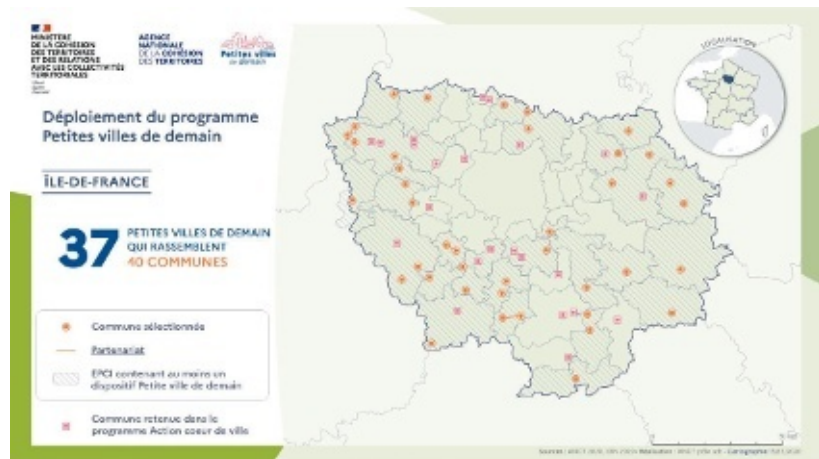 MINISTÈRE
DE LA COHÉSION
DES TERRITOIRES
ET DES RELATIONS
AVEC LES COLLECTIVITÉS
TERRITORIALES
AGENCE
NATIONALE
DE LA COHÉSION
DES TERRITOIRES
Petites villes
de demain
LOCALISATION
Déploiement du programme
Petites villes de demain
ÎLE-DE-FRANCE
37
PETITES VILLES DE DEMAIN
QUI RASSEMBLENT
40 COMMUNES
Commune sélectionnée
Partenariat
EPCI contenant au moins un
dispositif Petite ville de demain
Commune retenue dans le
programme Action coeur de ville